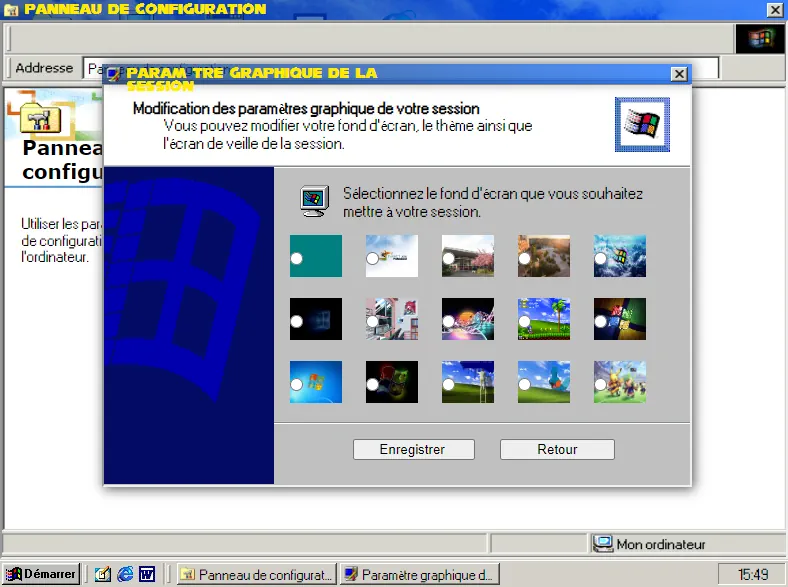 PANNEAU DE CONFIGURATION
Addresse
PARAM TRE GRAPHIQUE DE LA
SESSION
Modification des paramètres graphique de votre session
Vous pouvez modifier votre fond d'écran, le thème ainsi que
l'écran de veille de la session.
Pannea
configu
Utiliser les par
de configurati
l'ordinateur.
Sélectionnez le fond d'écran que vous souhaitez
mettre à votre session.
Enregistrer
Retour
Mon ordinateur
Démarrer
Panneau de configurat...
Paramètre graphique d...
15:49